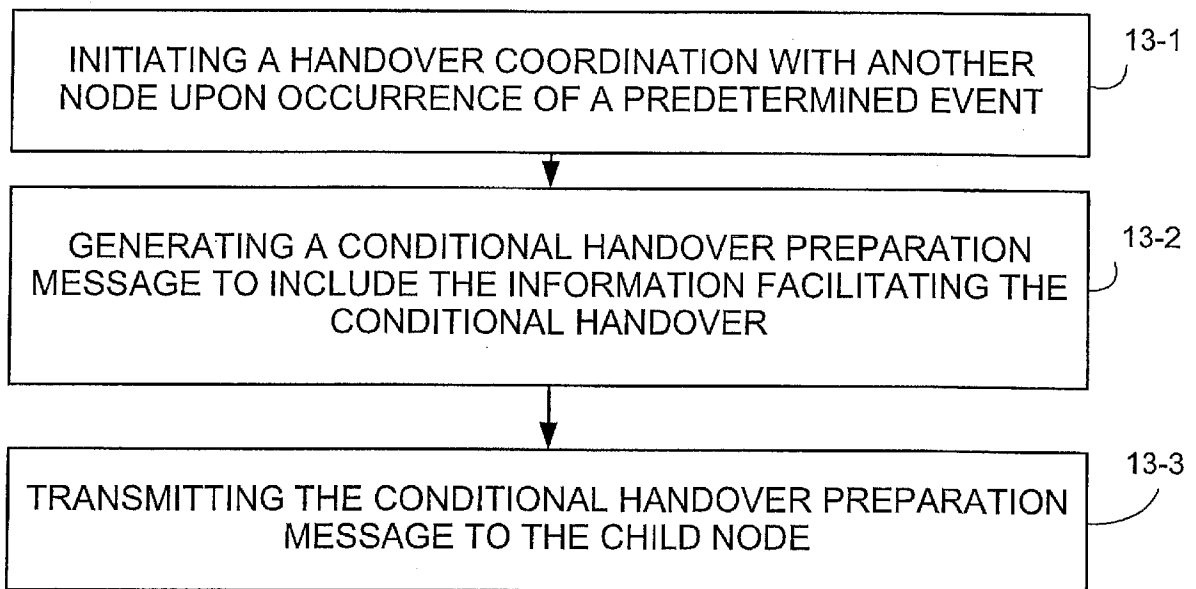 INITIATING A HANDOVER COORDINATION WITH ANOTHER
NODE UPON OCCURRENCE OF A PREDETERMINED EVENT
13-1
GENERATING A CONDITIONAL HANDOVER PREPARATION
MESSAGE TO INCLUDE THE INFORMATION FACILITATING THE
CONDITIONAL HANDOVER
13-2
TRANSMITTING THE CONDITIONAL HANDOVER PREPARATION
MESSAGE TO THE CHILD NODE
13-3